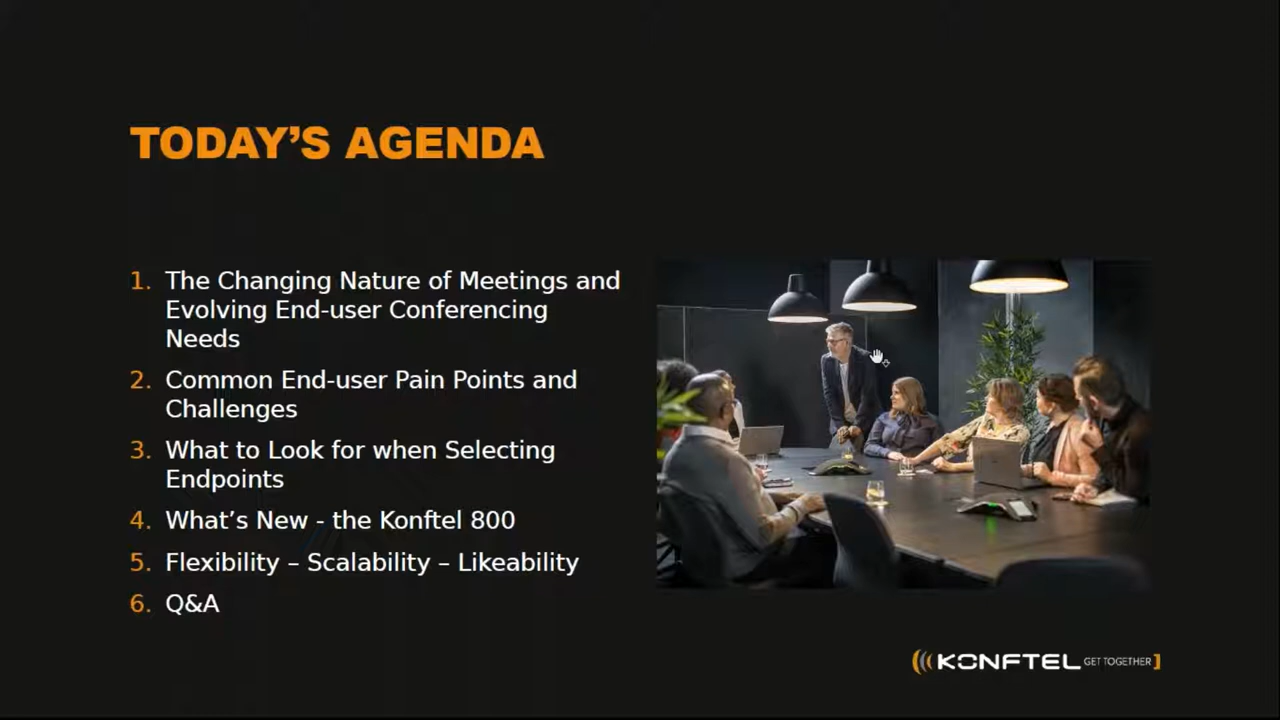 TODAY’S AGENDA
1. The Changing Nature of Meetings and
Evolving End-user Conferencing
Needs
2. Common End-user Pain Points and
Challenges
3. What to Look for when Selecting
Endpoints
4. What’s New - the Konftel 800
5. Flexibility – Scalability – Likeability
6. Q&A
KONFTEL GET TOGETHER